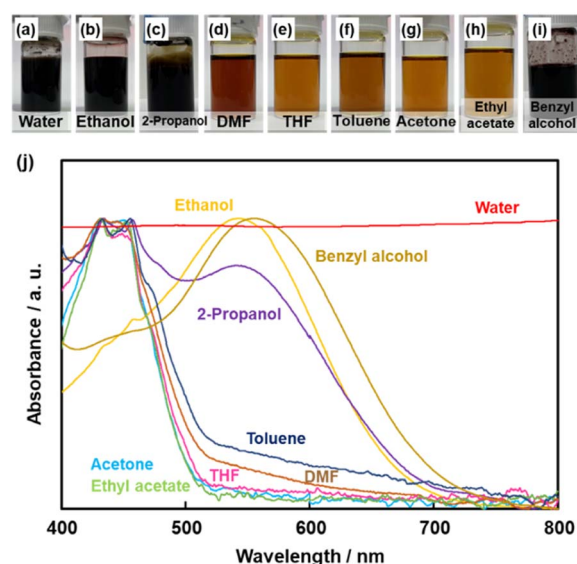 (a) (b) (c) (d) (e) (f) (g) (h) (i)
Water Ethanol 2-Propanol DMF THF Toluene Acetone Ethyl acetate Benzyl alcohol
(j)
Ethanol
Water
Benzyl alcohol
2-Propanol
Toluene
Acetone
THF
DMF
Ethyl acetate
Absorbance / a. u.
400 500 600 700 800
Wavelength / nm